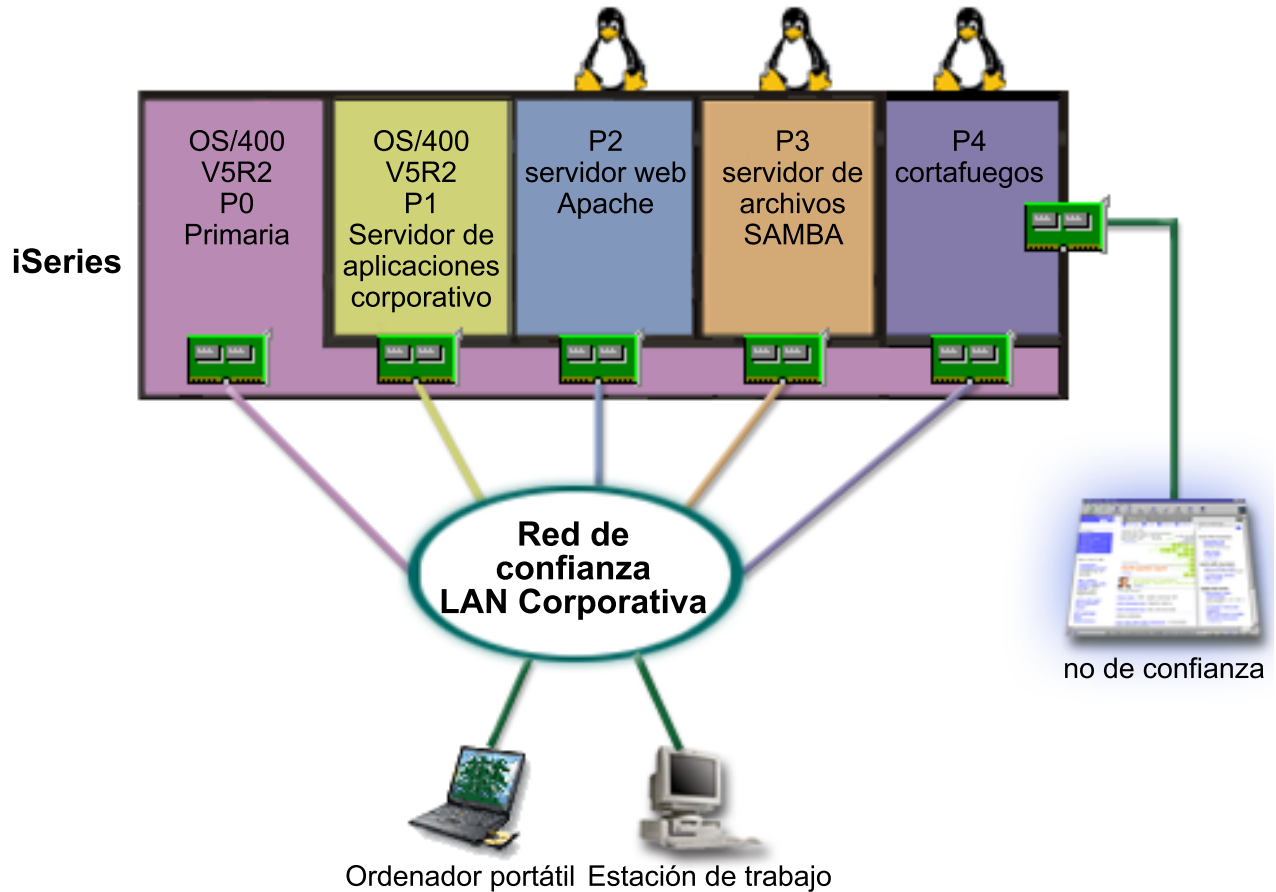 OS/400
V5R2
P0
Primaria
OS/400
V5R2
P1
Servidor de
aplicaciones
corporativo
P2
servidor web
Apache
P3
servidor de
archivos
SAMBA
P4
cortafuegos
iSeries
Red de
confianza
LAN Corporativa
no de confianza
Ordenador portátil
Estación de trabajo